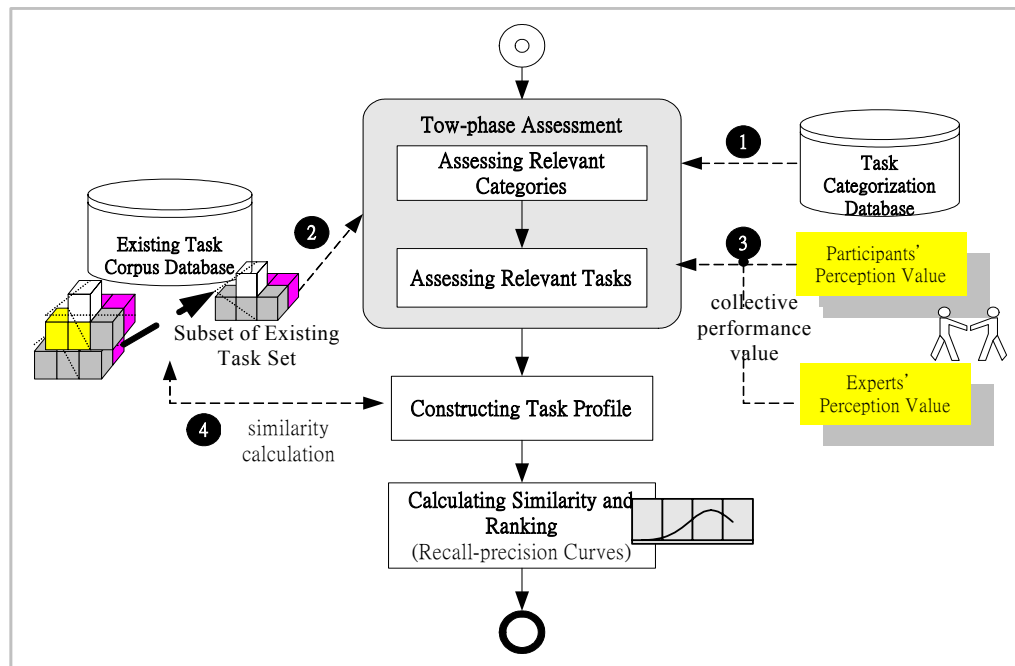 Tow-phase Assessment
Assessing Relevant
Categories
Assessing Relevant Tasks
1
Task
Categorization
Database
2
Existing Task
Corpus Database
Subset of Existing
Task Set
3
Participants’
Perception Value
collective
performance
value
Experts’
Perception Value
Constructing Task Profile
4
similarity
calculation
Calculating Similarity and
Ranking
(Recall-precision Curves)